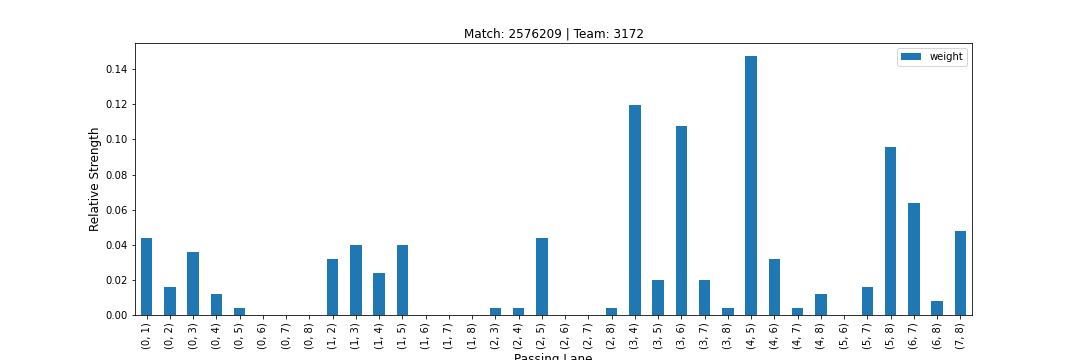 Match: 2576209 | Team: 3172
weight
Relative Strength
0.14
0.12
0.10
0.08
0.06
0.04
0.02
0.00
(0, 1) (0, 2) (0, 3) (0, 4) (0, 5) (0, 6) (0, 7) (0, 8) (1, 2) (1, 3) (1, 4) (1, 5) (1, 6) (1, 7) (1, 8) (2, 3) (2, 4) (2, 5) (2, 6) (2, 7) (2, 8) (3, 4) (3, 5) (3, 6) (3, 7) (3, 8) (4, 5) (4, 6) (4, 7) (4, 8) (5, 6) (5, 7) (5, 8) (6, 7) (6, 8) (7, 8)
Passing Lane